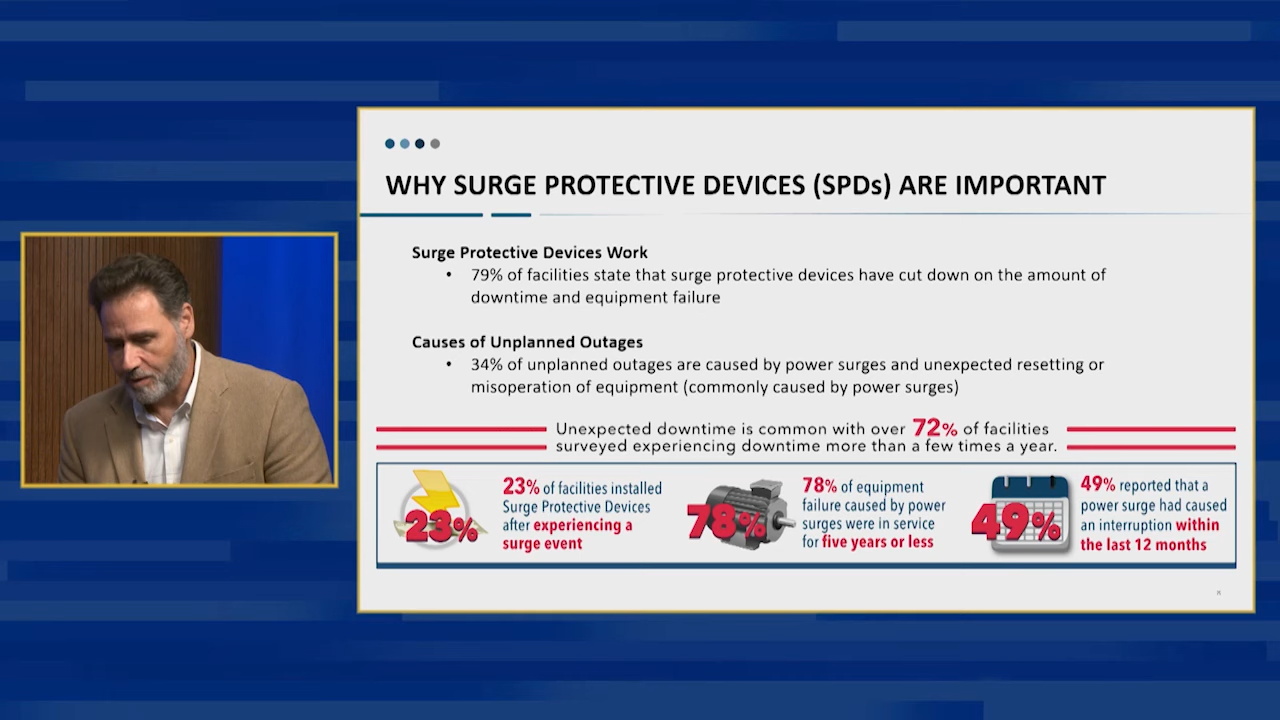 WHY SURGE PROTECTIVE DEVICES (SPDs) ARE IMPORTANT
Surge Protective Devices Work
• 79% of facilities state that surge protective devices have cut down on the amount of
downtime and equipment failure
Causes of Unplanned Outages
• 34% of unplanned outages are caused by power surges and unexpected resetting or
misoperation of equipment (commonly caused by power surges)
Unexpected downtime is common with over 72% of facilities
surveyed experiencing downtime more than a few times a year.
23%
23% of facilities installed
Surge Protective Devices
after experiencing a
surge event
78%
78% of equipment
failure caused by power
surges were in service
for five years or less
49%
49% reported that a
power surge had caused
an interruption within
the last 12 months